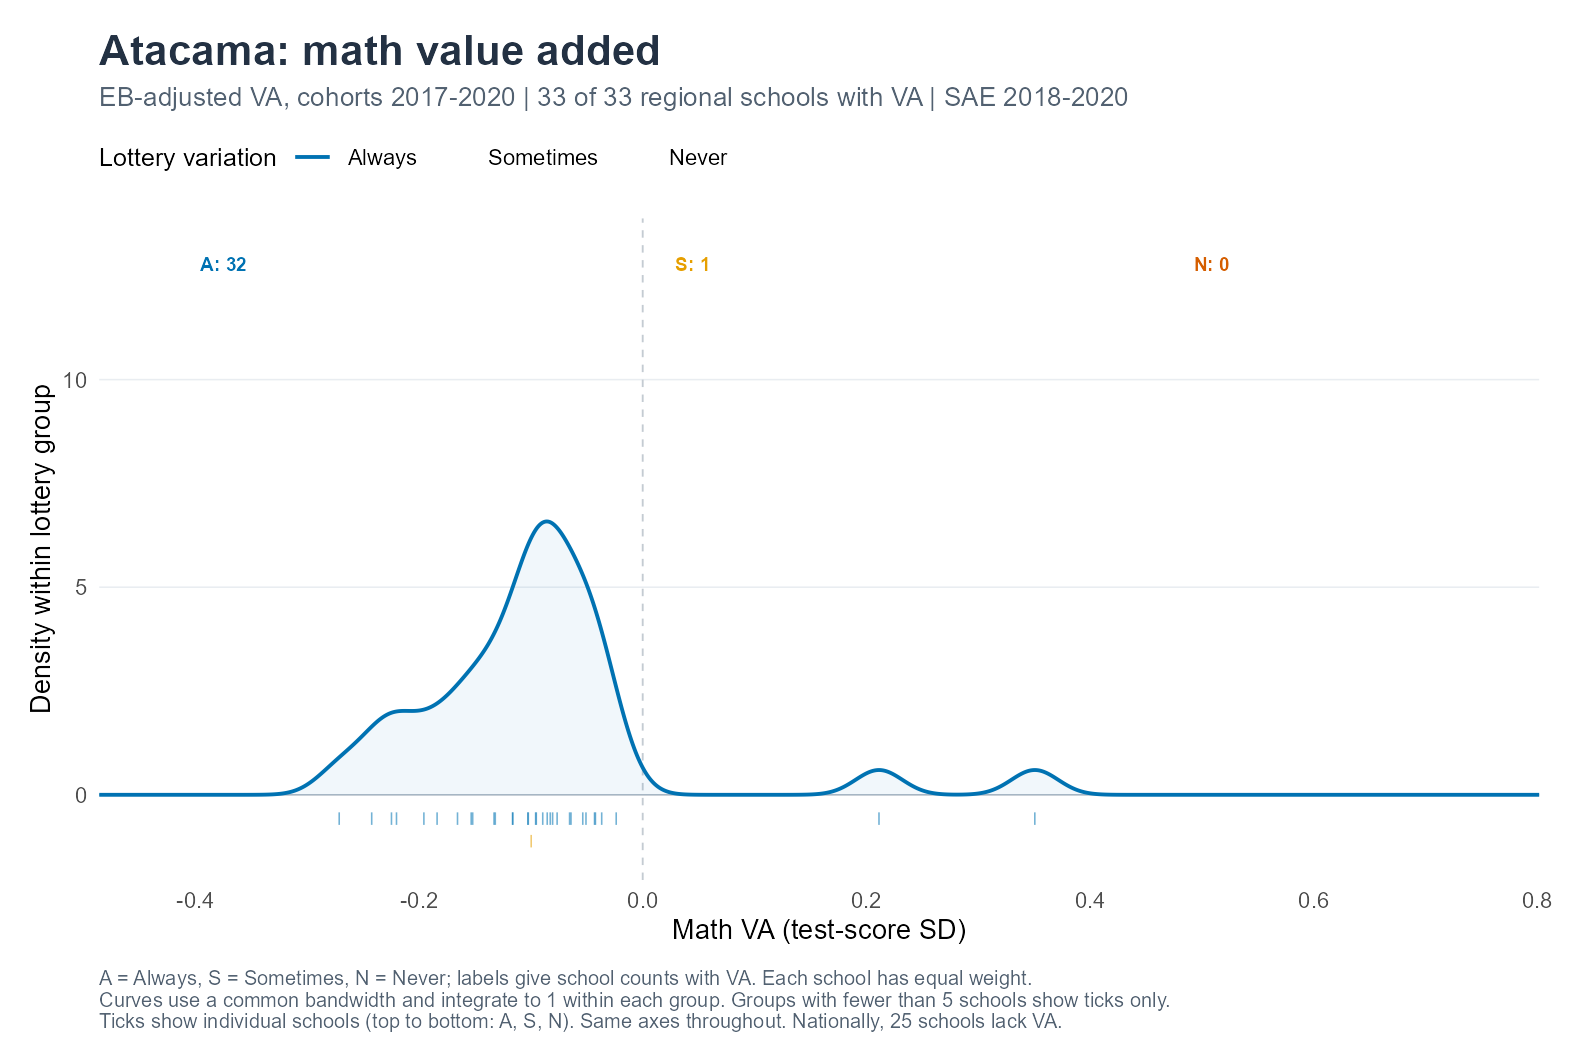 Atacama: math value added
EB-adjusted VA, cohorts 2017-2020 | 33 of 33 regional schools with VA | SAE 2018-2020
Lottery variation Always Sometimes Never
A: 32 S: 1 N: 0
Density within lottery group
10
5
0
-0.4 -0.2 0.0 0.2 0.4 0.6 0.8
Math VA (test-score SD)
A = Always, S = Sometimes, N = Never; labels give school counts with VA. Each school has equal weight.
Curves use a common bandwidth and integrate to 1 within each group. Groups with fewer than 5 schools show ticks only.
Ticks show individual schools (top to bottom: A, S, N). Same axes throughout. Nationally, 25 schools lack VA.